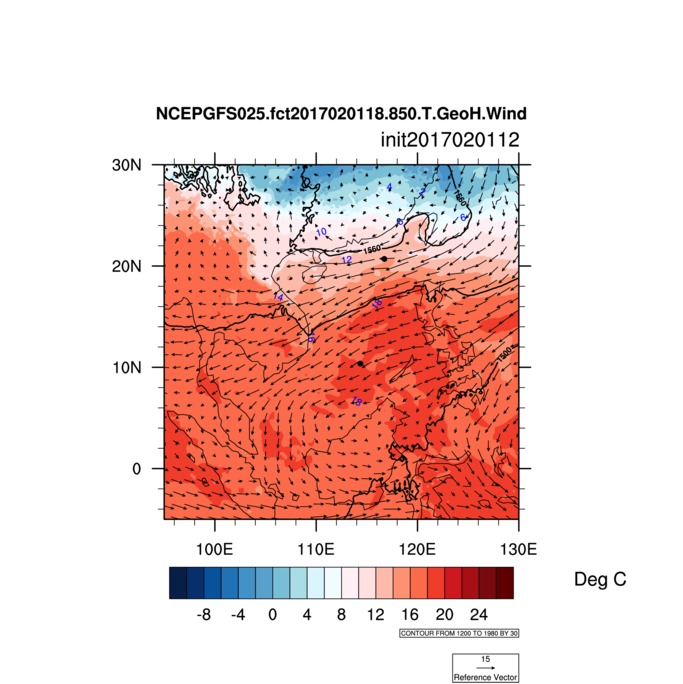 NCEPGFS025.fct2017020118.850.T.GeoH.Wind
init2017020112
30N
4
2
1560
6
8
10
1560
12
20N
14
16
16
1500
10N
18
0
100E
110E
120E
130E
-8 -4 0 4 8 12 16 20 24
Deg C
CONTOUR FROM 1200 TO 1980 BY 30
15
Reference Vector